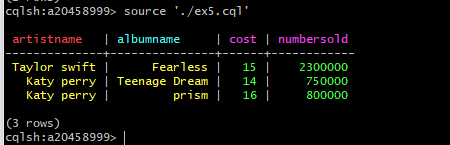 cqlsh:a20458999> source './ex5.cql'
artistname | albumname | cost | numbersold
-------------+---------------+------+------------
Taylor swift | Fearless | 15 | 2300000
Katy perry | Teenage Dream | 14 | 750000
Katy perry | prism | 16 | 800000
(3 rows)
cqlsh:a20458999>